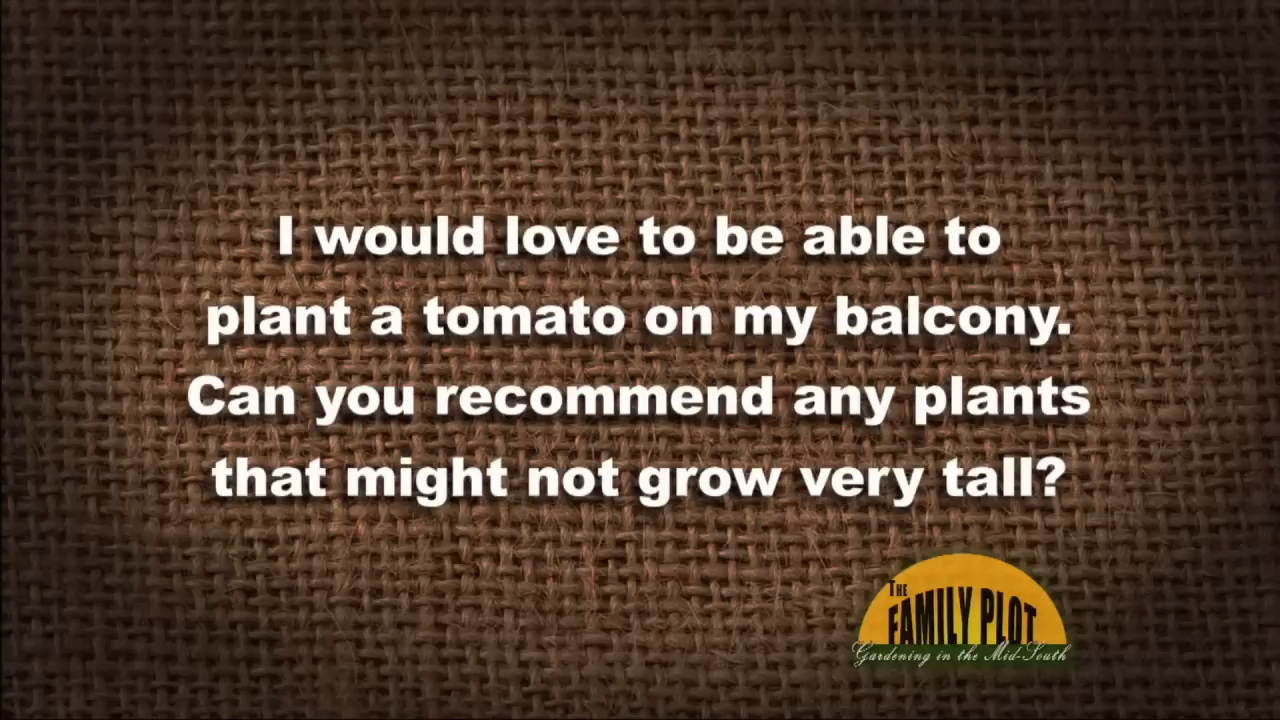 I would love to be able to
plant a tomato on my balcony.
Can you recommend any plants
that might not grow very tall?
THE
FAMILY PLOT
Gardening in the Mid-South